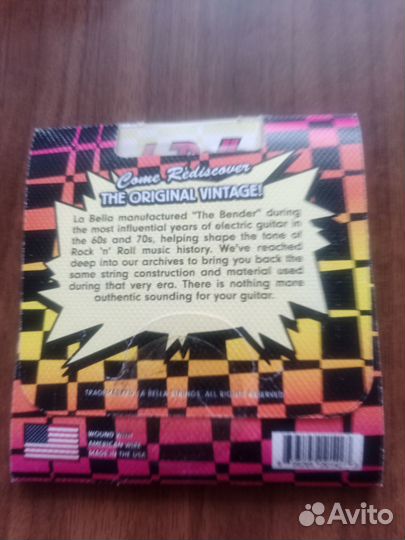 Come Rediscover
THE ORIGINAL VINTAGE!
La Bella manufactured "The Bender" during
the most influential years of electric guitar in
the 60s and 70s, helping shape the tone of
Rock 'n' Roll music history. We've reached
deep into our archives to bring you back the
same string construction and material used
during that very era. There is nothing more
authentic sounding for your guitar.
LA BELLA STRINGS, ALL RIGHTS RESERVED
WOUND WITH
AMERICAN WIRE
MADE IN THE USA
Avito